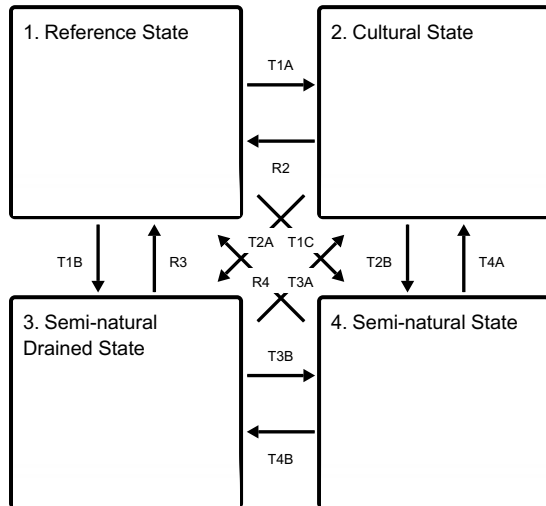 1. Reference State
2. Cultural State
T1A
R2
T2A
T1C
T1B
R3
T2B
T4A
R4
T3A
3. Semi-natural
Drained State
4. Semi-natural State
T3B
T4B